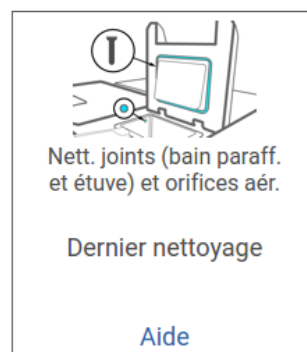 Nett. joints (bain paraff.
et étuve) et orifices aér.
Dernier nettoyage
Aide